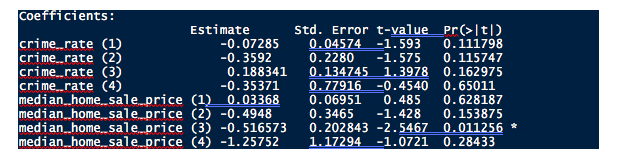 Coefficients:
Estimate Std. Error t-value Pr(>|t|)
crime_rate (1) -0.07285 0.04574 -1.593 0.111798
crime_rate (2) -0.3592 0.2280 -1.575 0.115747
crime_rate (3) 0.188341 0.134745 1.3978 0.162975
crime_rate (4) -0.35371 0.77916 -0.4540 0.65011
median_home_sale_price (1) 0.03368 0.06951 0.485 0.628187
median_home_sale_price (2) -0.4948 0.3465 -1.428 0.153875
median_home_sale_price (3) -0.516573 0.202843 -2.5467 0.011256 *
median_home_sale_price (4) -1.25752 1.17294 -1.0721 0.28433